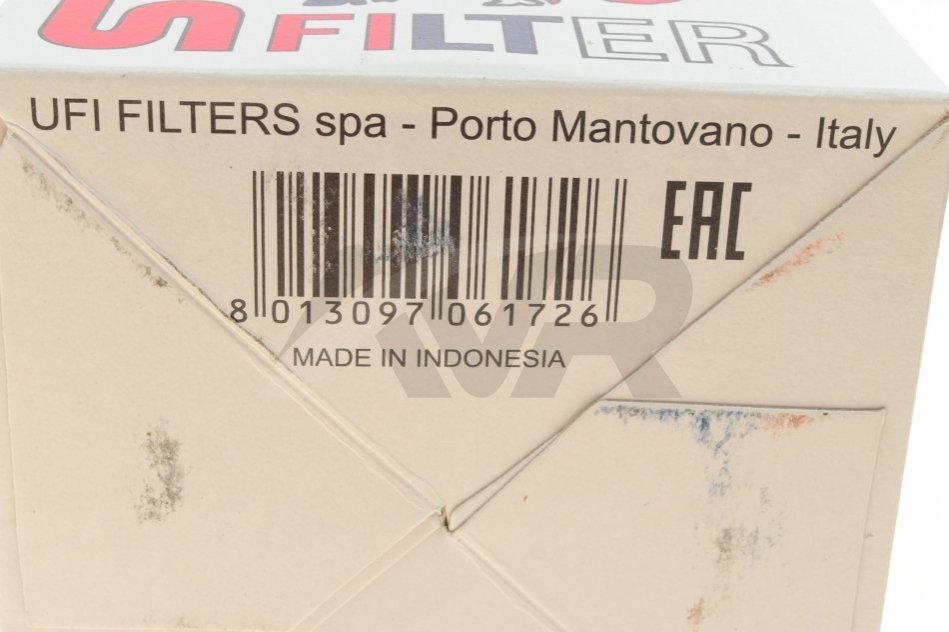 FILTER
UFI FILTERS spa - Porto Mantovano - Italy
EAC
8 013097 061726
MADE IN INDONESIA